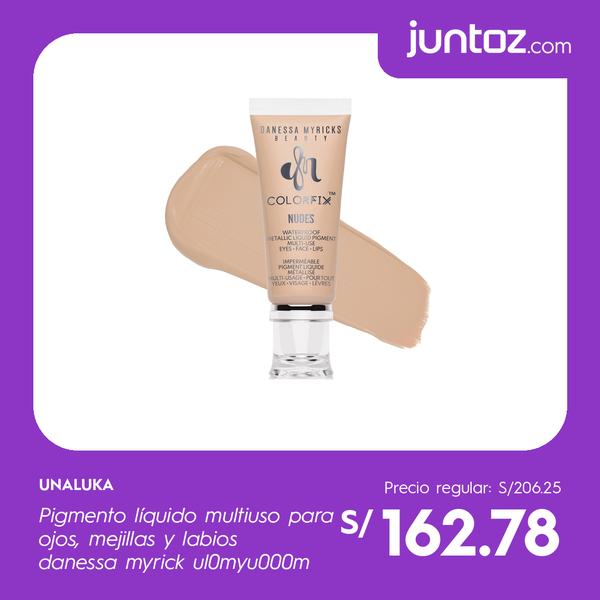 juntoz.com
DANESSA MYRICKS
BEAUTY
COLORFIX™
NUDES
WATERPROOF
METALLIC LIQUID PIGMENT
MULTI-USE
EYES • FACE • LIPS
IMPERMÉABLE
PIGMENT LIQUIDE
MÉTALLISÉ
MULTI-USAGE • POUR TOUT
YEUX • VISAGE • LÈVRES
UNALUKA
Pigmento líquido multiuso para
ojos, mejillas y labios
danessa myrick ul0myu000m
Precio regular: S/206.25
S/162.78